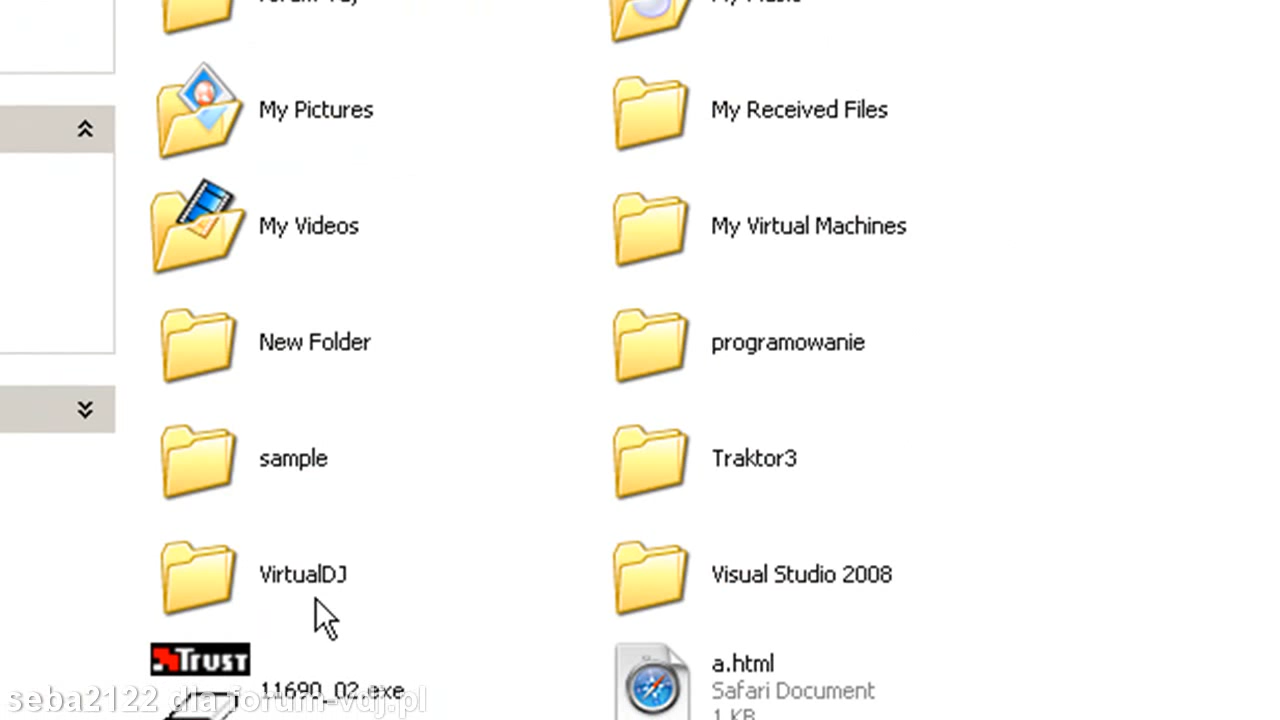 My Pictures
My Received Files
My Videos
My Virtual Machines
New Folder
programowanie
sample
Traktor3
VirtualDJ
Visual Studio 2008
TRUST
11690_02.exe
a.html
Safari Document
1 KB
seba2122 dla forum-vdj.pl